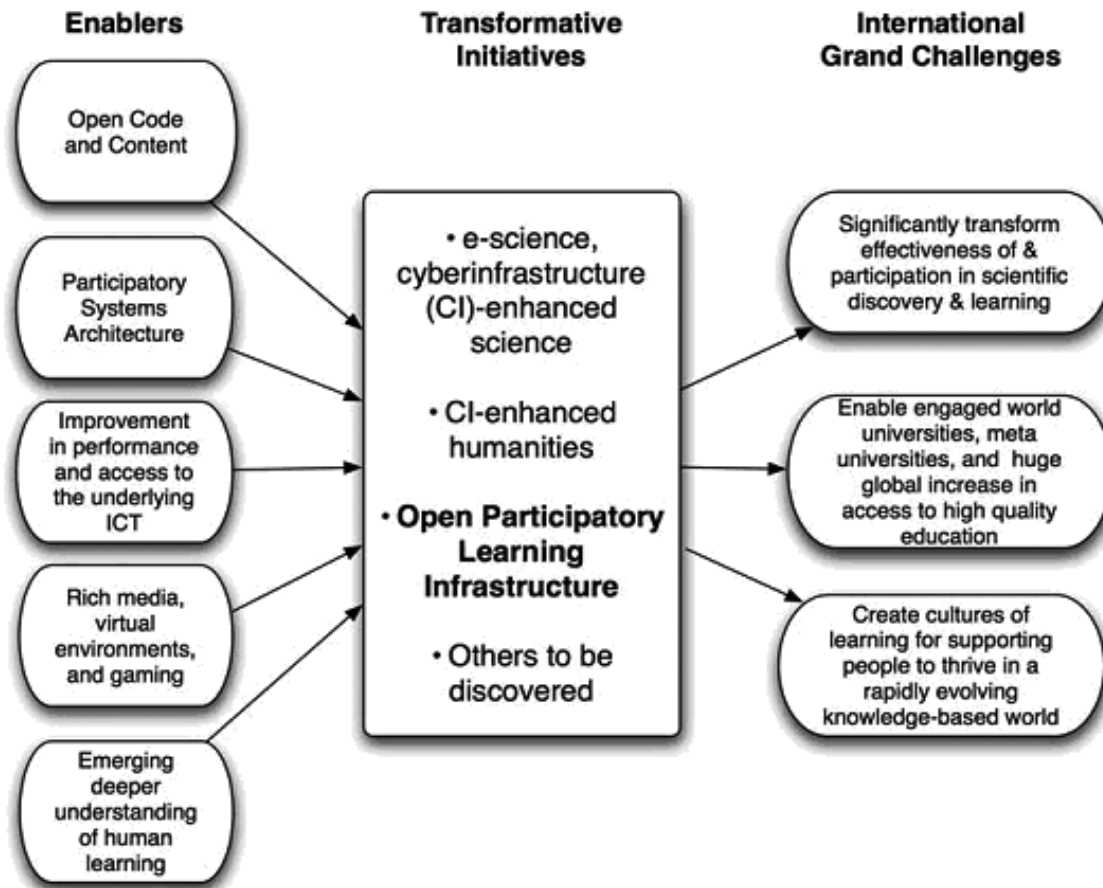 Enablers
Open Code
and Content
Participatory
Systems
Architecture
Improvement
in performance
and access to
the underlying
ICT
Rich media,
virtual
environments,
and gaming
Emerging
deeper
understanding
of human
learning
Transformative
Initiatives
• e-science,
cyberinfrastructure
(CI)-enhanced
science
• CI-enhanced
humanities
• Open Participatory
Learning
Infrastructure
• Others to be
discovered
International
Grand Challenges
Significantly transform
effectiveness of &
participation in scientific
discovery & learning
Enable engaged world
universities, meta
universities, and huge
global increase in
access to high quality
education
Create cultures of
learning for supporting
people to thrive in a
rapidly evolving
knowledge-based world